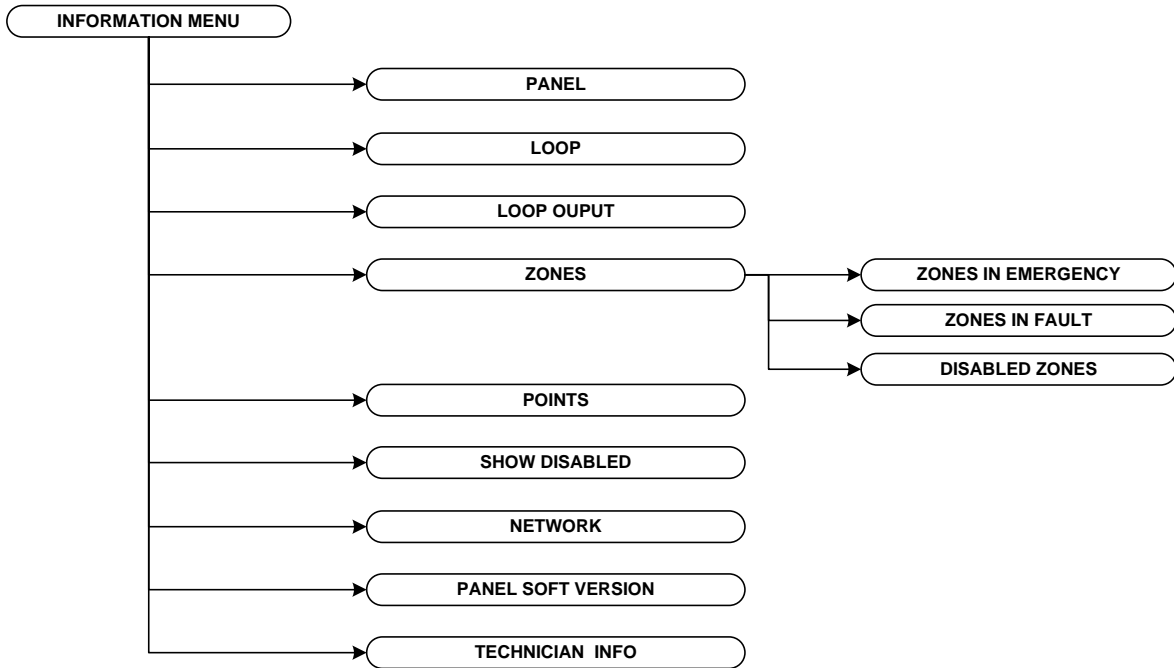 INFORMATION MENU
PANEL
LOOP
LOOP OUPUT
ZONES
ZONES IN EMERGENCY
ZONES IN FAULT
DISABLED ZONES
POINTS
SHOW DISABLED
NETWORK
PANEL SOFT VERSION
TECHNICIAN INFO